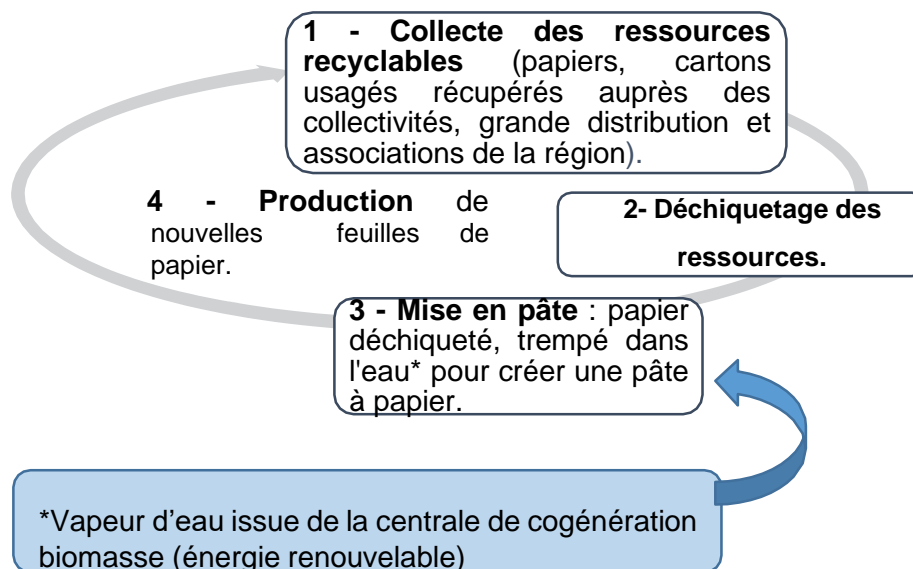 1 - Collecte des ressources
recyclables (papiers, cartons
usagés récupérés auprès des
collectivités, grande distribution et
associations de la région).
2- Déchiquetage des
ressources.
3 - Mise en pâte : papier
déchiqueté, trempé dans
l'eau* pour créer une pâte
à papier.
4 - Production de
nouvelles feuilles de
papier.
*Vapeur d’eau issue de la centrale de cogénération
biomasse (énergie renouvelable)